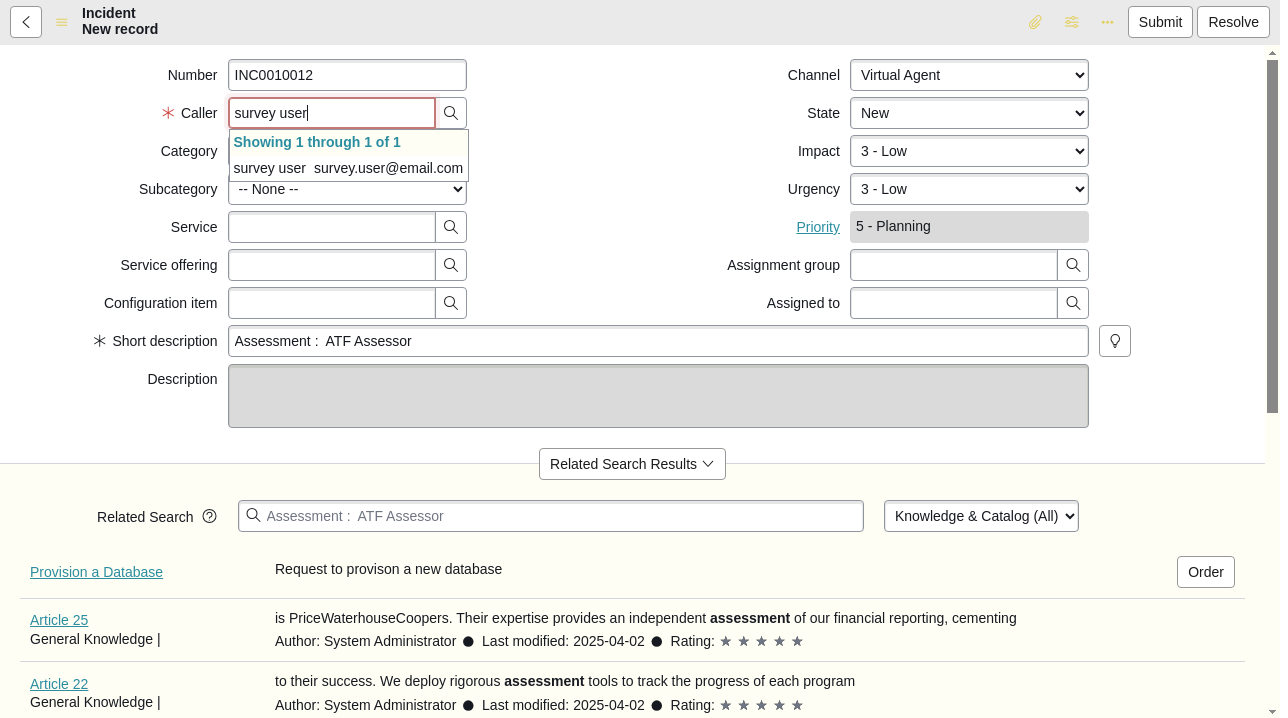 Incident
New record
Submit
Resolve
Number
INC0010012
Channel
Virtual Agent
Caller
survey user
State
New
Showing 1 through 1 of 1
survey user survey.user@email.com
Category
Impact
3 - Low
Subcategory
-- None --
Urgency
3 - Low
Service
Priority
5 - Planning
Service offering
Assignment group
Configuration item
Assigned to
Short description
Assessment :  ATF Assessor
Description
Related Search Results
Related Search
Assessment :  ATF Assessor
Knowledge & Catalog (All)
Provision a Database
Request to provison a new database
Order
Article 25
General Knowledge |
is PriceWaterhouseCoopers. Their expertise provides an independent assessment of our financial reporting, cementing
Author: System Administrator ● Last modified: 2025-04-02 ● Rating: ★ ★ ★ ★ ★
Article 22
General Knowledge |
to their success. We deploy rigorous assessment tools to track the progress of each program
Author: System Administrator ● Last modified: 2025-04-02 ● Rating: ★ ★ ★ ★ ★